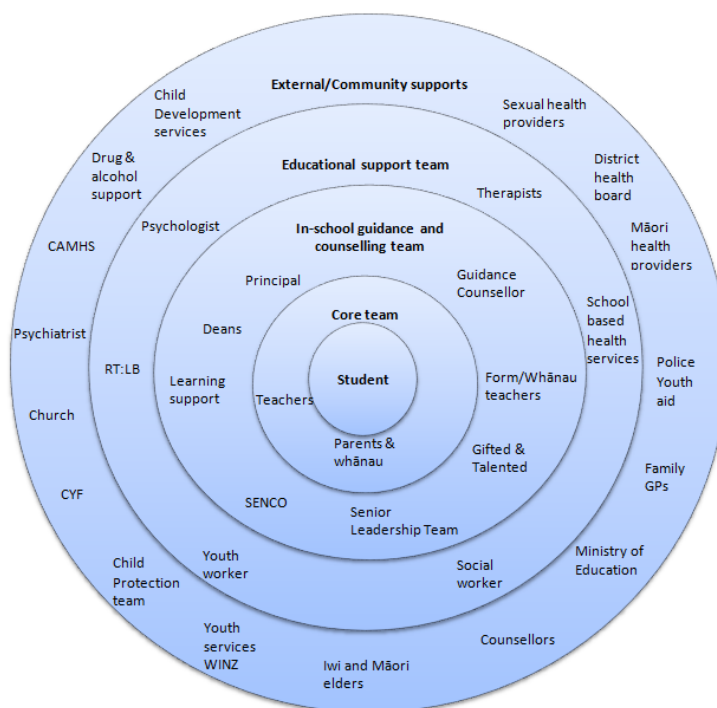 External/Community supports
Child
Development
services
Sexual health
providers
Drug &
alcohol support
Educational support team
District
health
board
Therapists
Psychologist
In-school guidance and
counselling team
CAMHS
Māori
health
providers
Principal
Guidance
Counsellor
School
based
health
services
Core team
Deans
Psychiatrist
RT:LB
Learning
support
Student
Form/Whānau
teachers
Police
Youth
aid
Teachers
Church
Parents &
whānau
Gifted &
Talented
Family
GPs
CYF
SENCO
Senior
Leadership Team
Child
Protection
team
Youth
worker
Social
worker
Ministry of
Education
Youth
services
WINZ
Iwi and Māori
elders
Counsellors